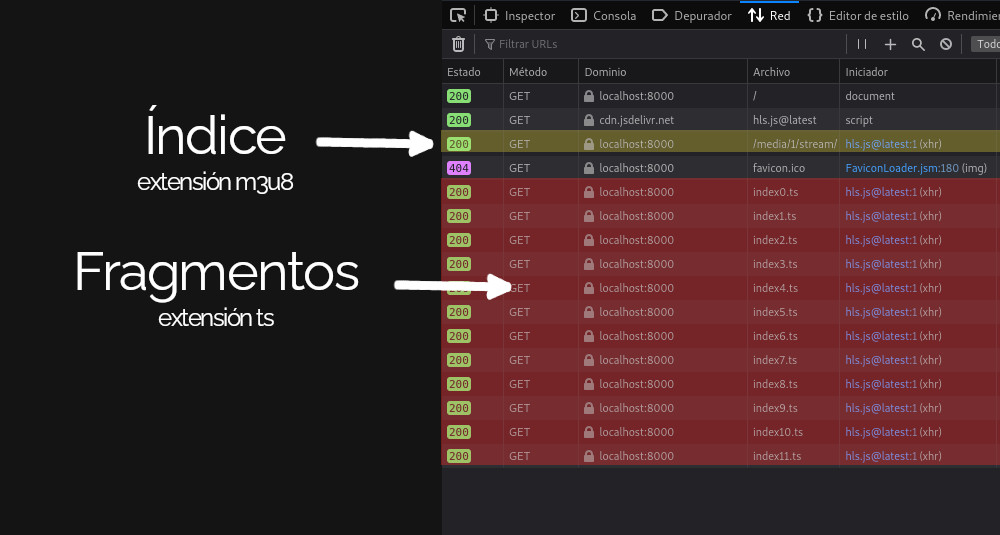 Inspector Consola Depurador Red Editor de estilo Rendimie
Filtrar URLs Todo
Estado Método Dominio Archivo Iniciador
200 GET localhost:8000 / document
200 GET cdn.jsdelivr.net hls.js@latest script
200 GET localhost:8000 /media/1/stream/ hls.js@latest:1 (xhr)
404 GET localhost:8000 favicon.ico FaviconLoader.jsm:180 (img)
200 GET localhost:8000 index0.ts hls.js@latest:1 (xhr)
200 GET localhost:8000 index1.ts hls.js@latest:1 (xhr)
200 GET localhost:8000 index2.ts hls.js@latest:1 (xhr)
200 GET localhost:8000 index3.ts hls.js@latest:1 (xhr)
GET localhost:8000 index4.ts hls.js@latest:1 (xhr)
200 GET localhost:8000 index5.ts hls.js@latest:1 (xhr)
200 GET localhost:8000 index6.ts hls.js@latest:1 (xhr)
200 GET localhost:8000 index7.ts hls.js@latest:1 (xhr)
200 GET localhost:8000 index8.ts hls.js@latest:1 (xhr)
200 GET localhost:8000 index9.ts hls.js@latest:1 (xhr)
200 GET localhost:8000 index10.ts hls.js@latest:1 (xhr)
200 GET localhost:8000 index11.ts hls.js@latest:1 (xhr)
Índice
extensión m3u8
Fragmentos
extensión ts